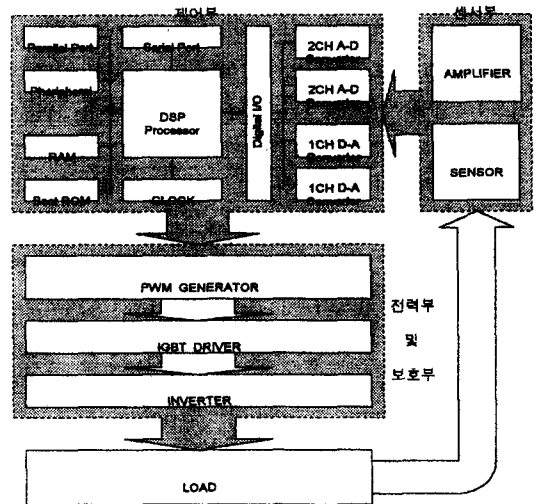 제어부
센서부
Parallel Port
Serial Port
2CH A-D
Converter
AMPLIFIER
Peripheral
DSP
Processor
Digital I/O
2CH A-D
Converter
RAM
1CH D-A
Converter
SENSOR
Boot ROM
CLOCK
1CH D-A
Converter
PWM GENERATOR
전력부
및
보호부
IGBT DRIVER
INVERTER
LOAD